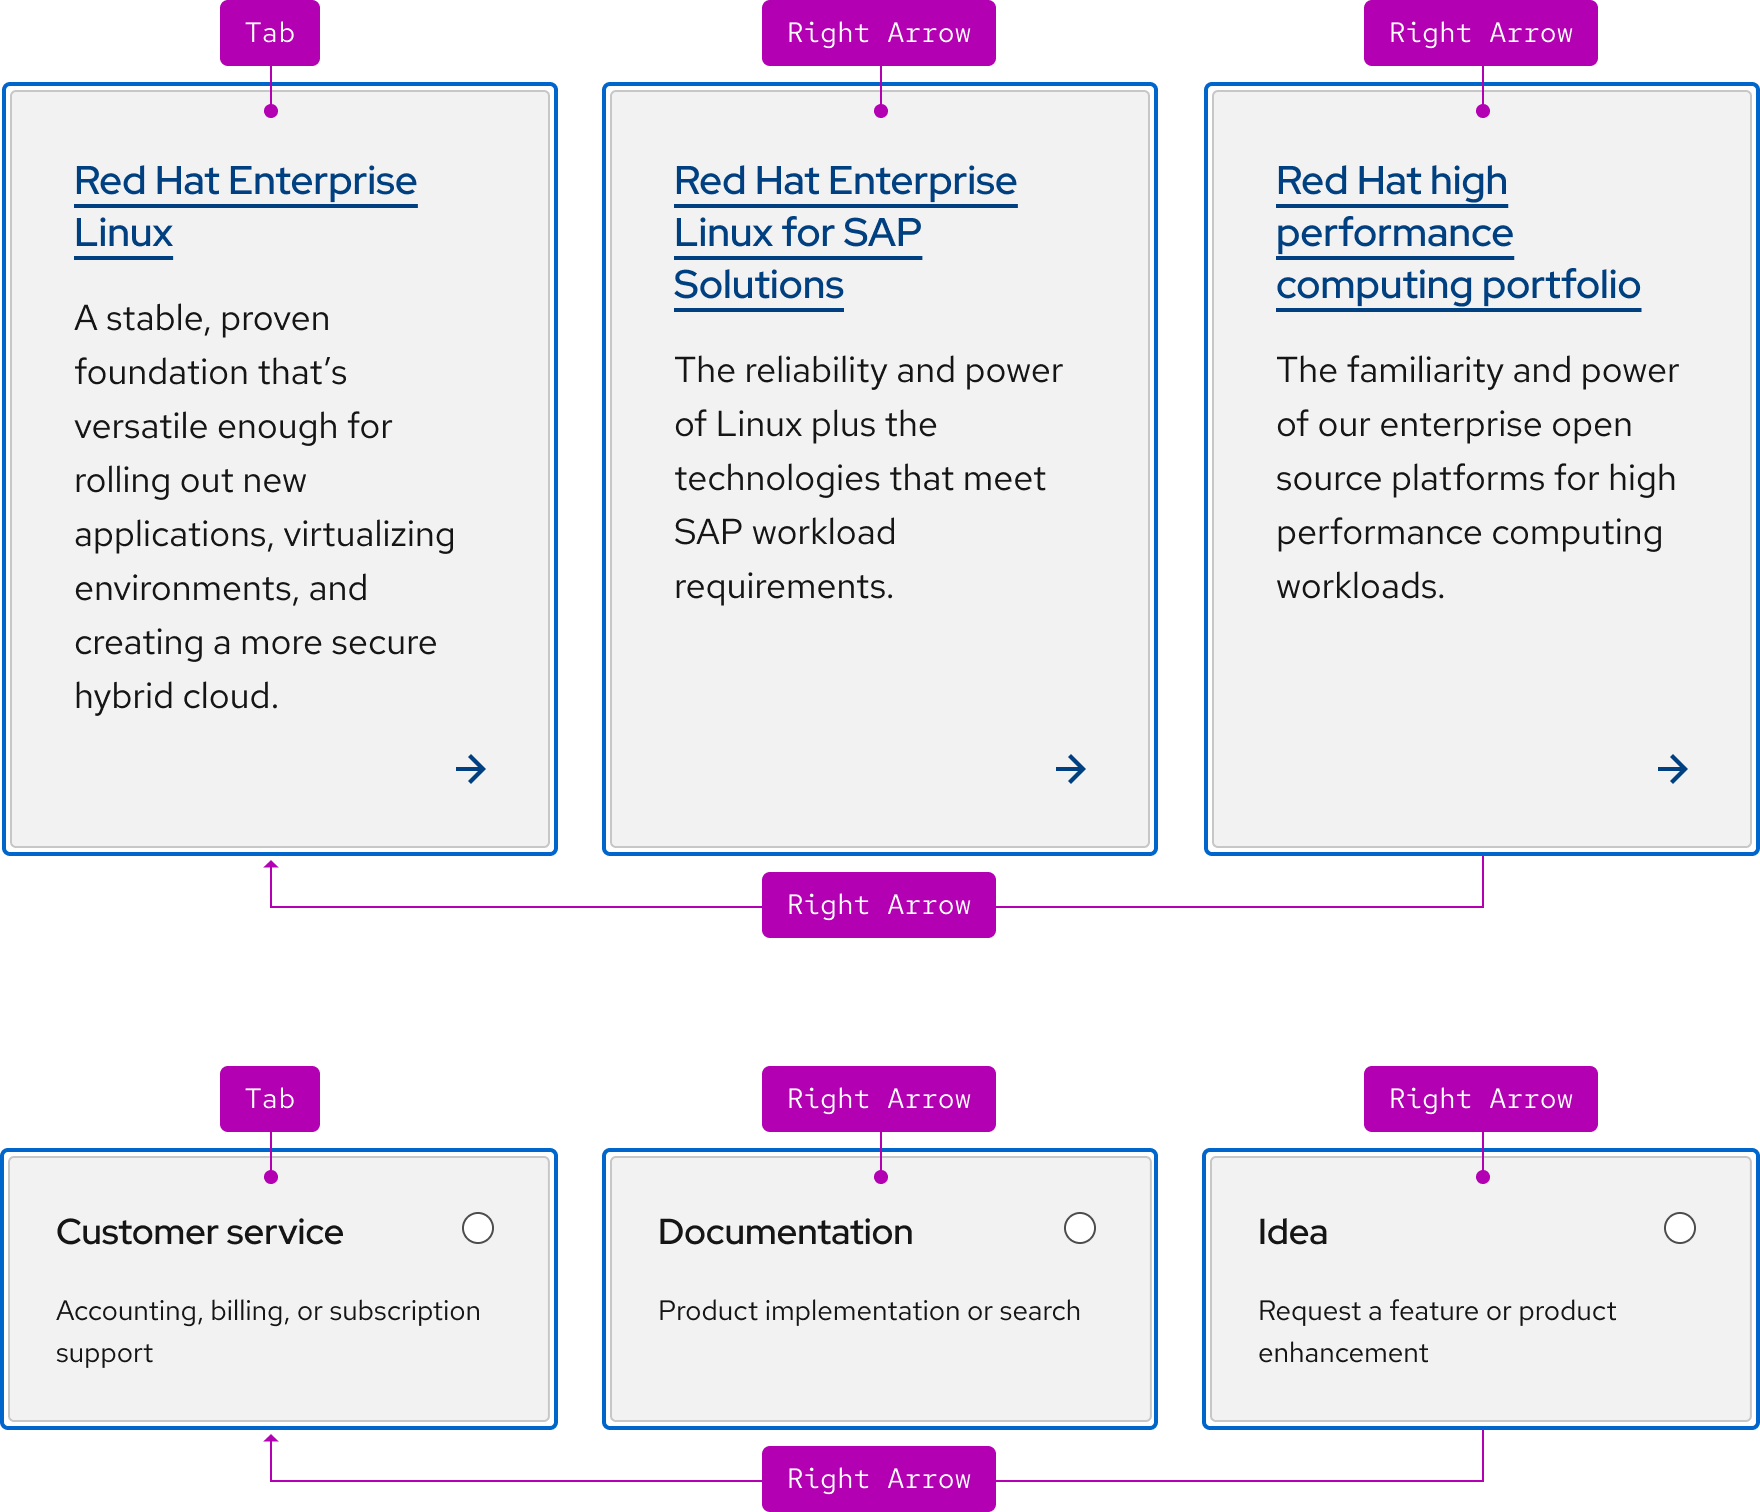 Tab
Right Arrow
Right Arrow
Red Hat Enterprise
Linux
A stable, proven
foundation that’s
versatile enough for
rolling out new
applications, virtualizing
environments, and
creating a more secure
hybrid cloud.
Red Hat Enterprise
Linux for SAP
Solutions
The reliability and power
of Linux plus the
technologies that meet
SAP workload
requirements.
Red Hat high
performance
computing portfolio
The familiarity and power
of our enterprise open
source platforms for high
performance computing
workloads.
Right Arrow
Tab
Right Arrow
Right Arrow
Customer service
Accounting, billing, or subscription
support
Documentation
Product implementation or search
Idea
Request a feature or product
enhancement
Right Arrow